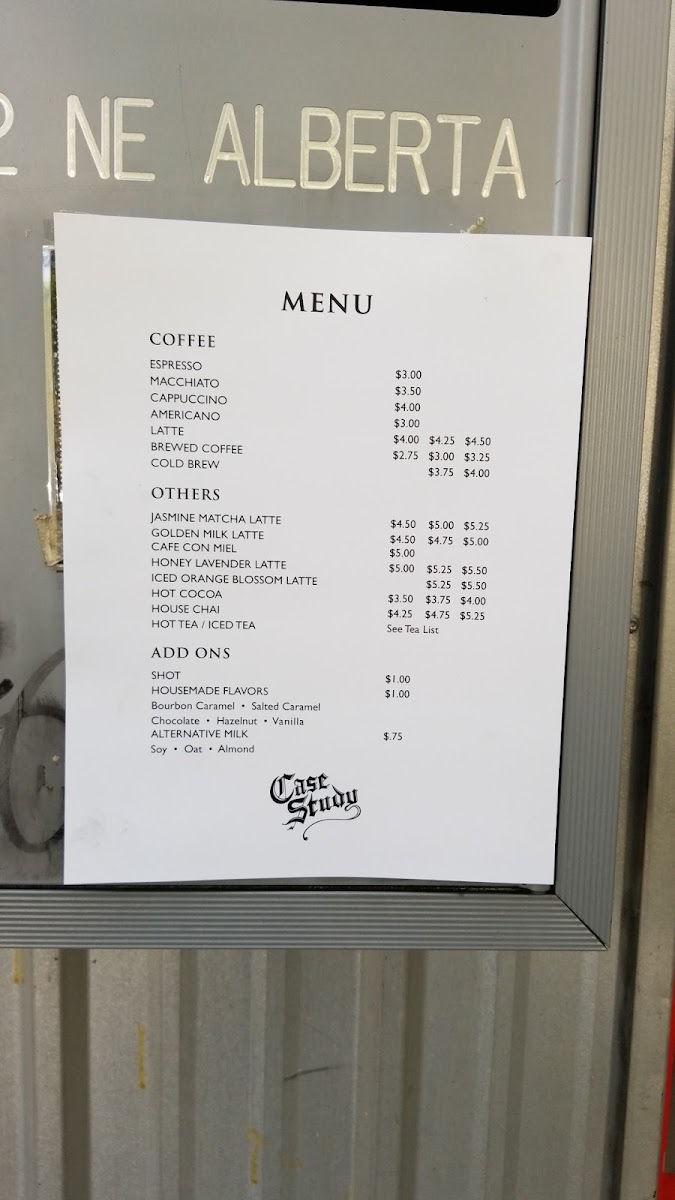 2 NE ALBERTA
MENU
COFFEE
ESPRESSO $3.00
MACCHIATO $3.50
CAPPUCCINO $4.00
AMERICANO $3.00
LATTE $4.00 $4.25 $4.50
BREWED COFFEE $2.75 $3.00 $3.25
COLD BREW $3.75 $4.00
OTHERS
JASMINE MATCHA LATTE $4.50 $5.00 $5.25
GOLDEN MILK LATTE $4.50 $4.75 $5.00
CAFE CON MIEL $5.00
HONEY LAVENDER LATTE $5.00 $5.25 $5.50
ICED ORANGE BLOSSOM LATTE $5.25 $5.50
HOT COCOA $3.50 $3.75 $4.00
HOUSE CHAI $4.25 $4.75 $5.25
HOT TEA / ICED TEA See Tea List
ADD ONS
SHOT $1.00
HOUSEMADE FLAVORS $1.00
Bourbon Caramel • Salted Caramel
Chocolate • Hazelnut • Vanilla
ALTERNATIVE MILK $.75
Soy • Oat • Almond
Case
Study